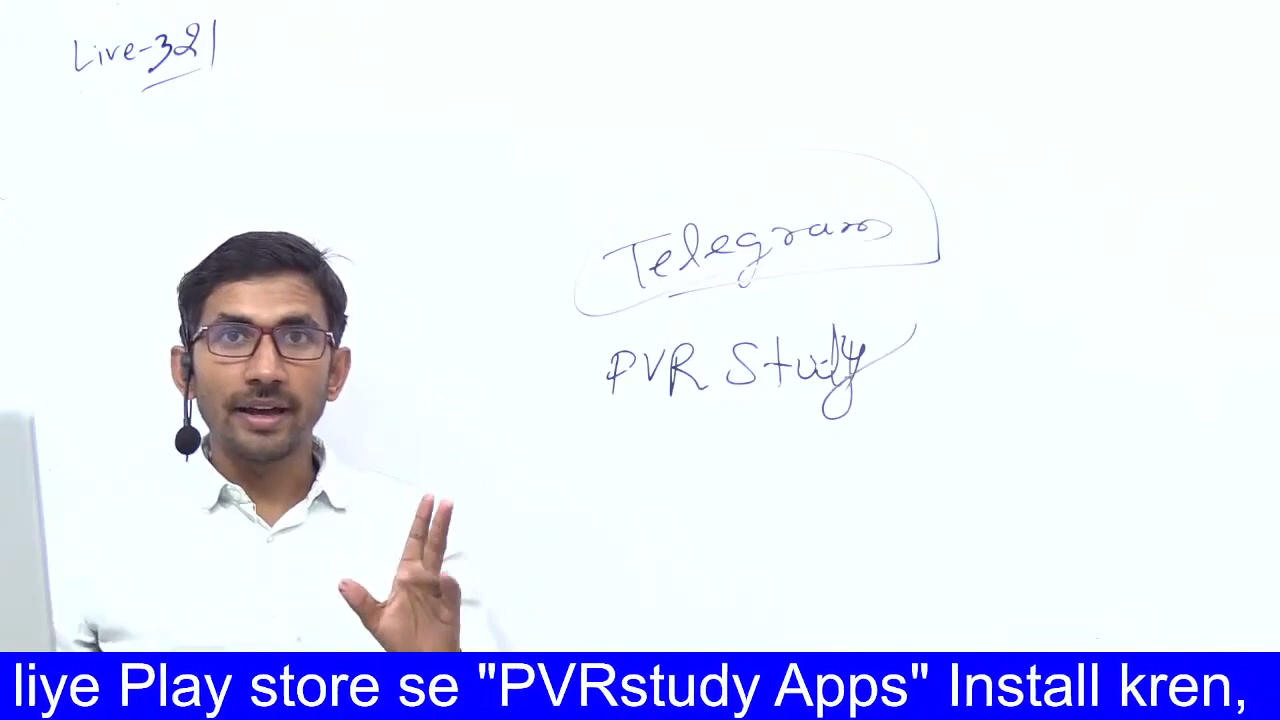 Live-321
Telegram
PVR Study
liye Play store se "PVRstudy Apps" Install kren,